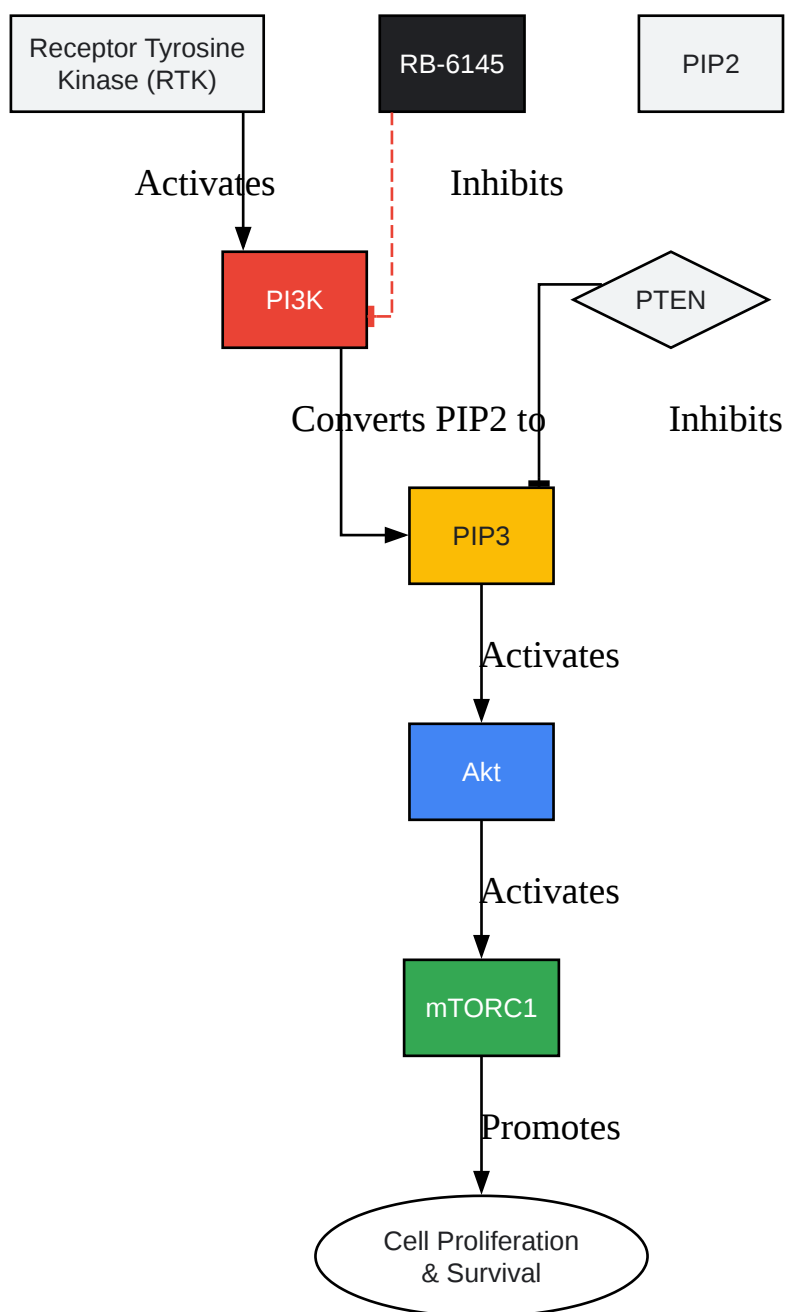 Receptor Tyrosine
Kinase (RTK)
RB-6145
PIP2
Activates
Inhibits
PI3K
PTEN
Converts PIP2 to
Inhibits
PIP3
Activates
Akt
Activates
mTORC1
Promotes
Cell Proliferation
& Survival